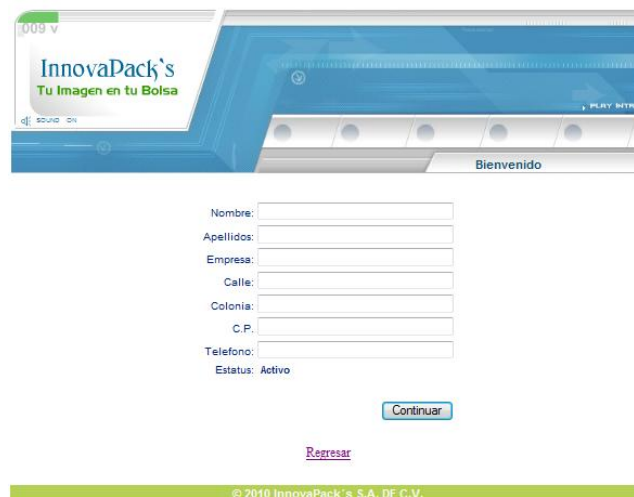 009 v
InnovaPack`s
Tu Imagen en tu Bolsa
SOUND ON
PLAY INTR
Bienvenido
Nombre:
Apellidos:
Empresa:
Calle:
Colonia:
C.P.
Telefono:
Estatus: Activo
Continuar
Regresar
© 2010 InnovaPack´s S.A. DE C.V.